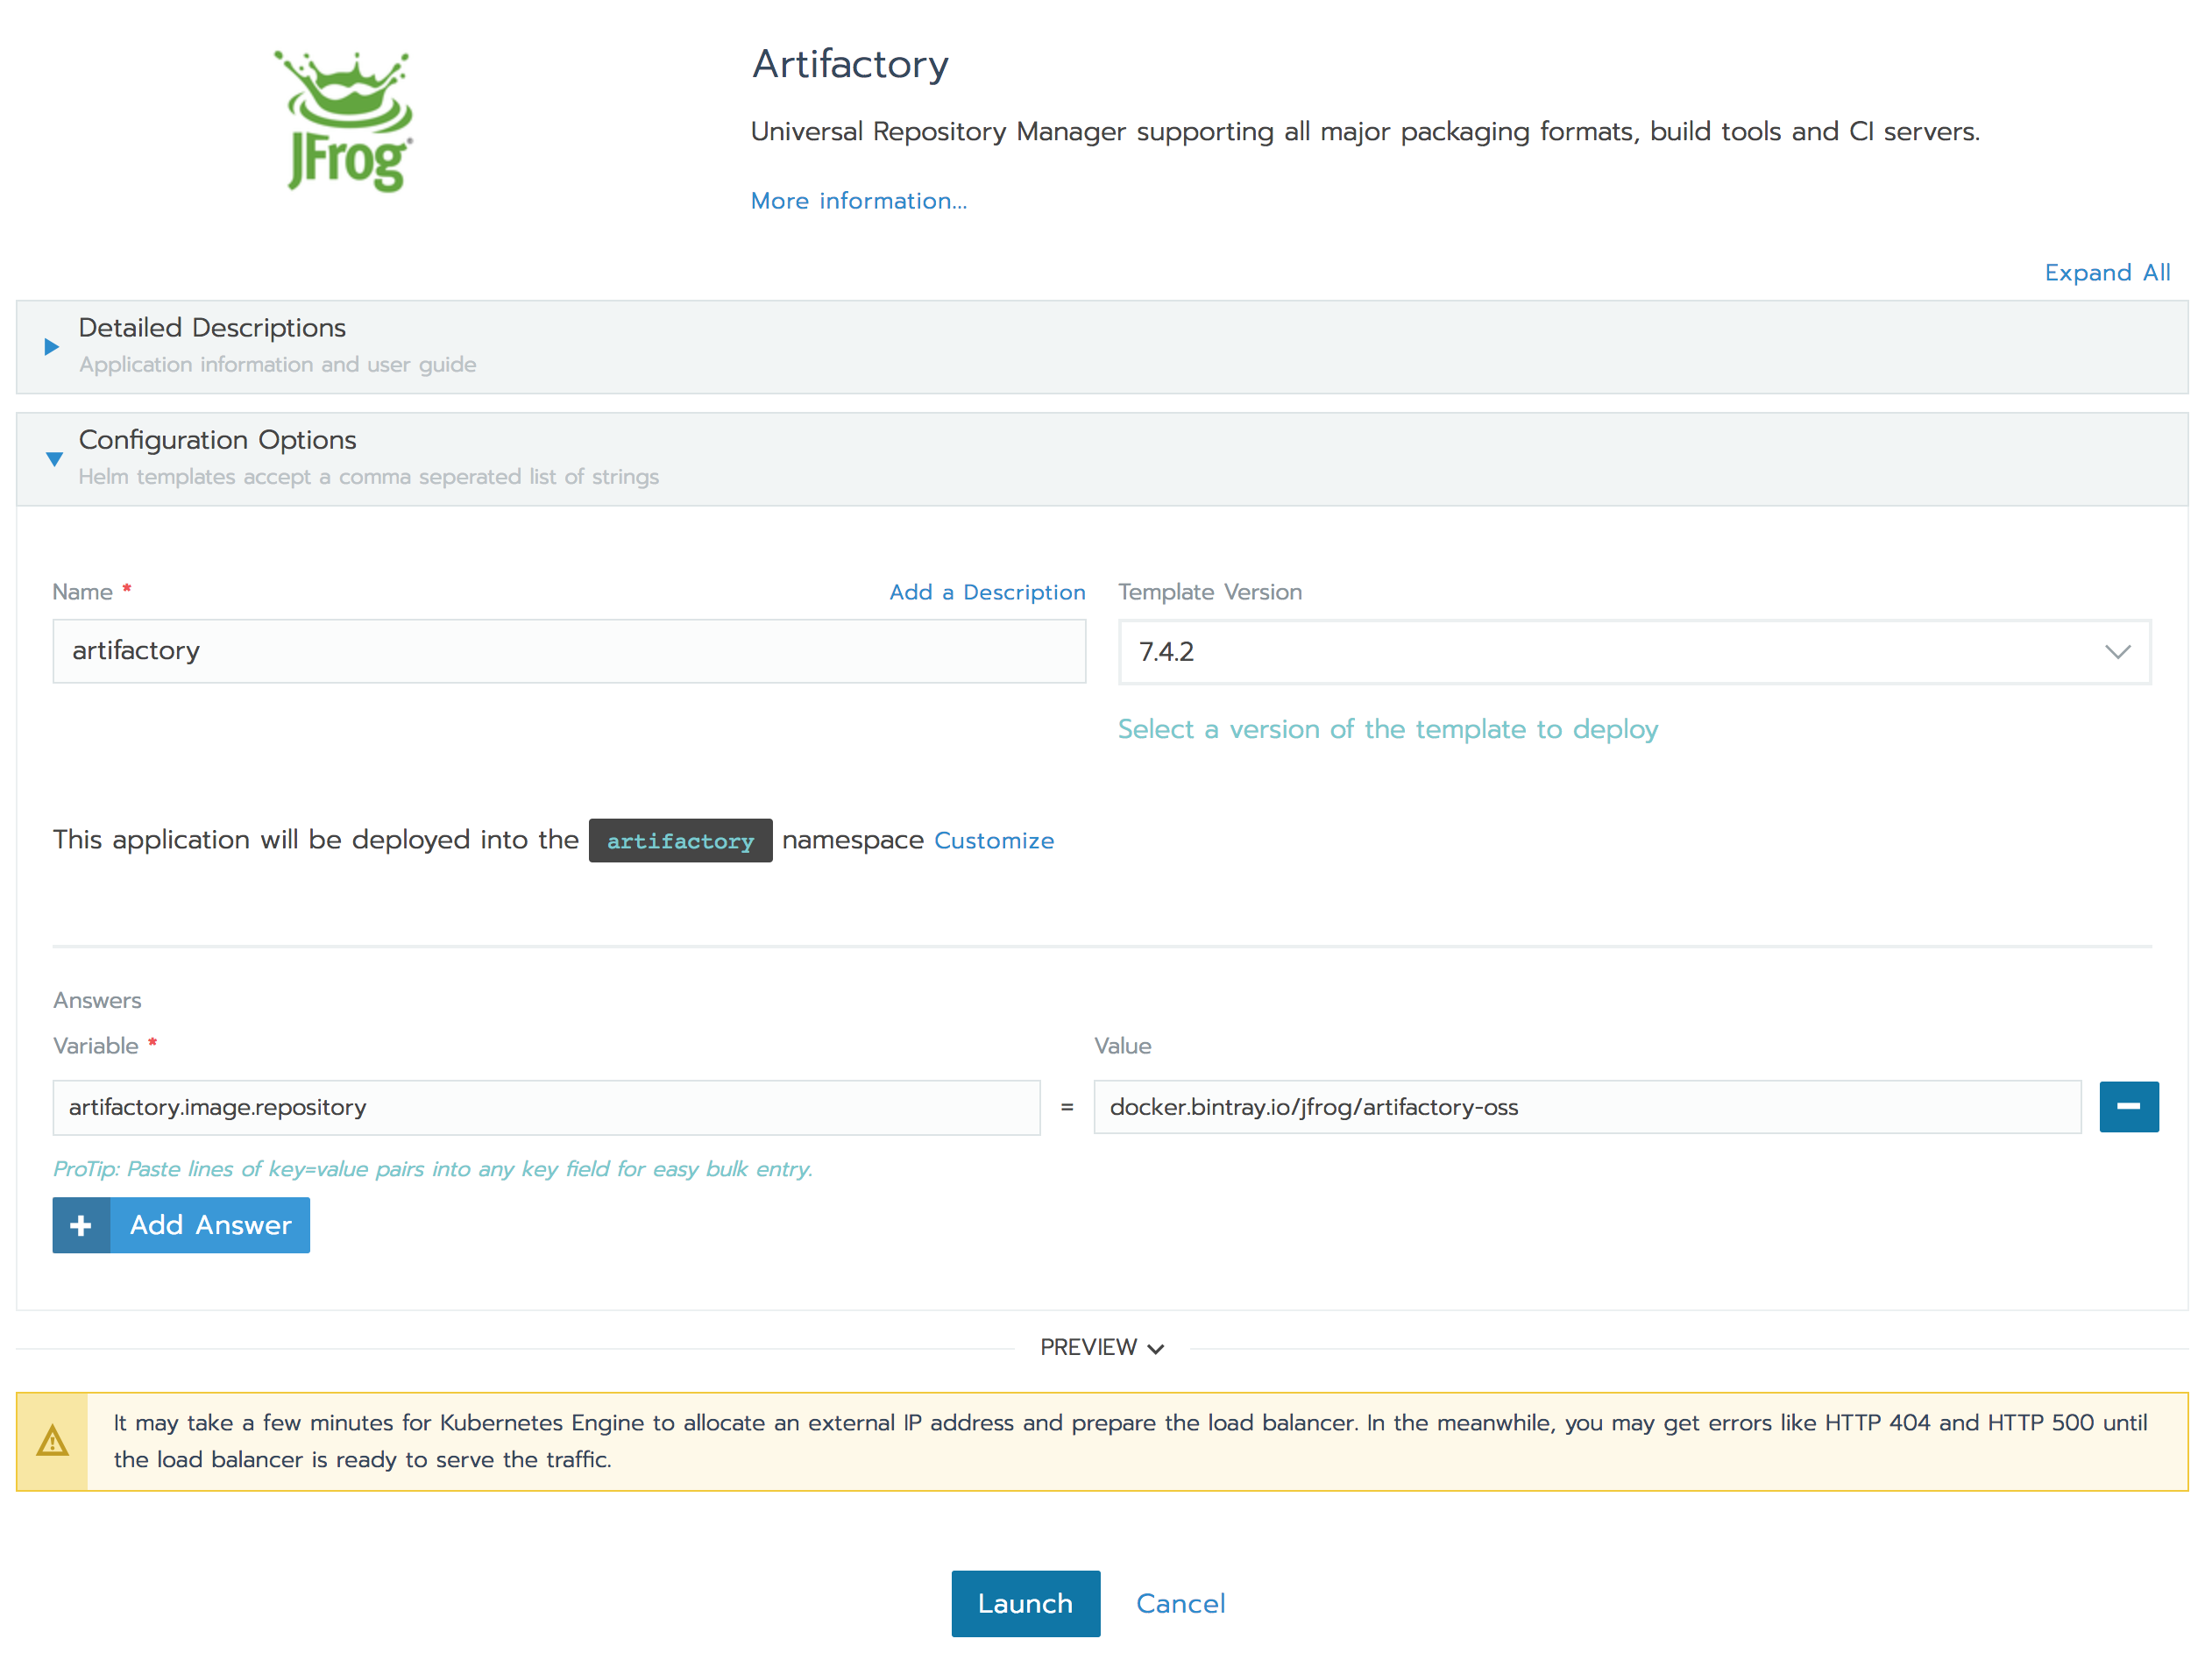 JFrog
Artifactory
Universal Repository Manager supporting all major packaging formats, build tools and CI servers.
More information...
Expand All
Detailed Descriptions
Application information and user guide
Configuration Options
Helm templates accept a comma seperated list of strings
Name *
Add a Description
Template Version
artifactory
7.4.2
Select a version of the template to deploy
This application will be deployed into the artifactory namespace Customize
Answers
Variable *
Value
artifactory.image.repository
=
docker.bintray.io/jfrog/artifactory-oss
ProTip: Paste lines of key=value pairs into any key field for easy bulk entry.
Add Answer
PREVIEW
It may take a few minutes for Kubernetes Engine to allocate an external IP address and prepare the load balancer. In the meanwhile, you may get errors like HTTP 404 and HTTP 500 until
the load balancer is ready to serve the traffic.
Launch
Cancel